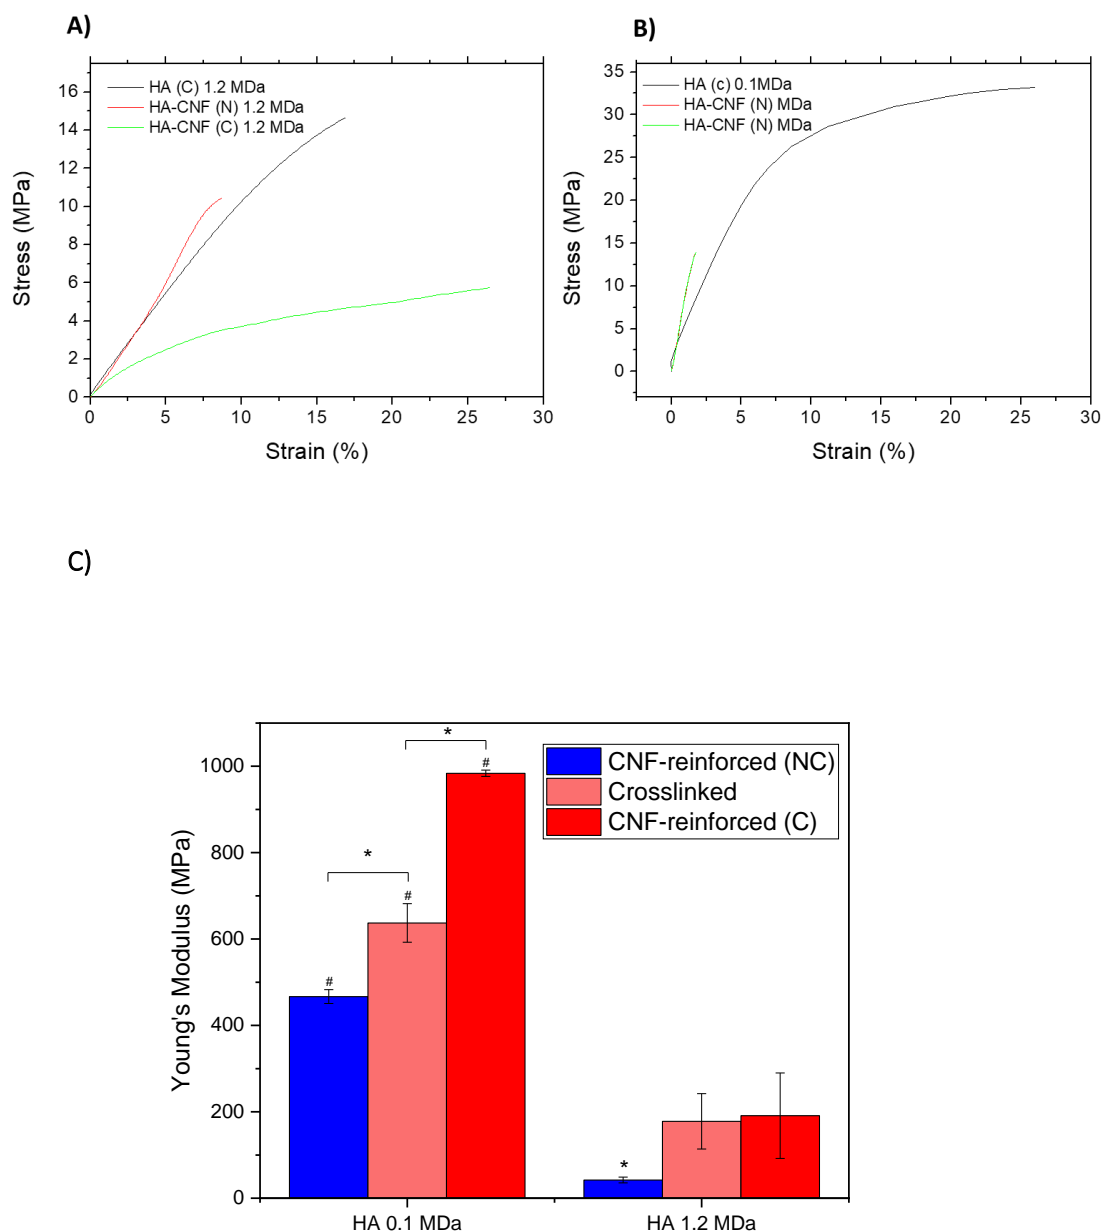 A)
B)
HA (C) 1.2 MDa
HA-CNF (N) 1.2 MDa
HA-CNF (C) 1.2 MDa
16
14
12
10
8
6
4
2
0
Stress (MPa)
0 5 10 15 20 25 30
Strain (%)
HA (c) 0.1MDa
HA-CNF (N) MDa
HA-CNF (N) MDa
35
30
25
20
15
10
5
0
Stress (MPa)
0 5 10 15 20 25 30
Strain (%)
C)
CNF-reinforced (NC)
Crosslinked
CNF-reinforced (C)
*
#
*
#
#
*
1000
800
600
400
200
0
Young's Modulus (MPa)
HA 0.1 MDa HA 1.2 MDa